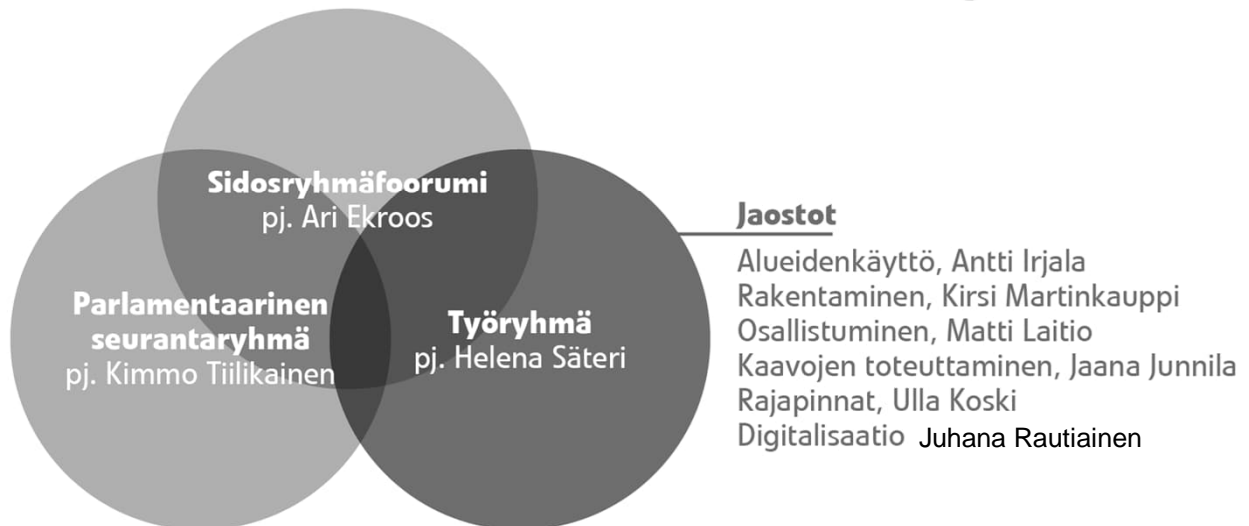 Sidosryhmäfoorumi
pj. Ari Ekroos
Parlamentaarinen
seurantaryhmä
pj. Kimmo Tiilikainen
Työryhmä
pj. Helena Säteri
Jaostot
Alueidenkäyttö, Antti Irjala
Rakentaminen, Kirsi Martinkauppi
Osallistuminen, Matti Laitio
Kaavojen toteuttaminen, Jaana Junnila
Rajapinnat, Ulla Koski
Digitalisaatio Juhana Rautiainen